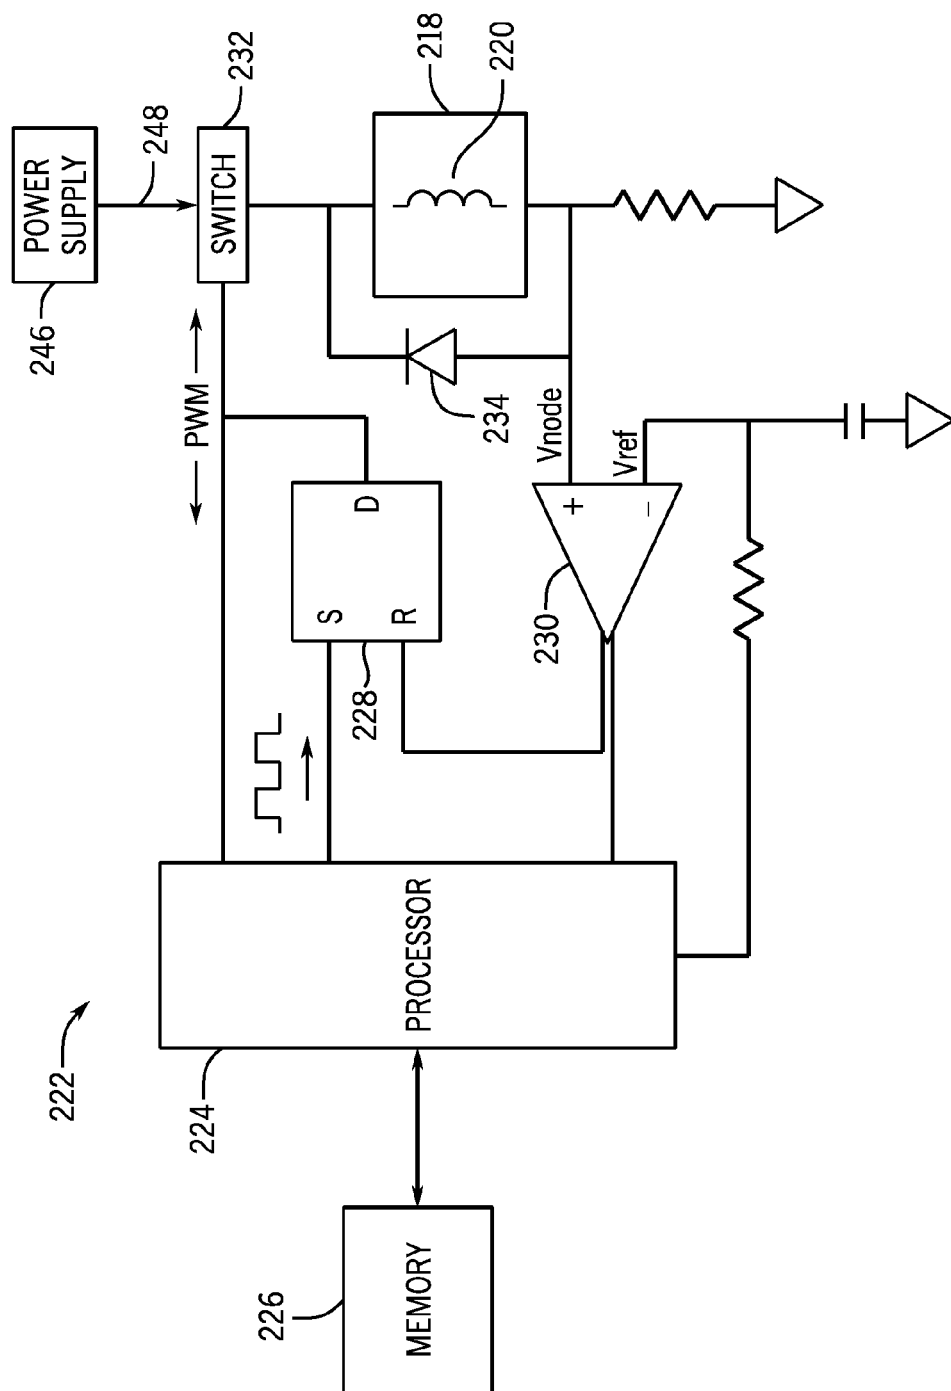 POWER
SUPPLY
246
248
232
SWITCH
PWM
218
220
234
Vnode
Vref
+
−
230
S
R
D
228
222
PROCESSOR
224
MEMORY
226